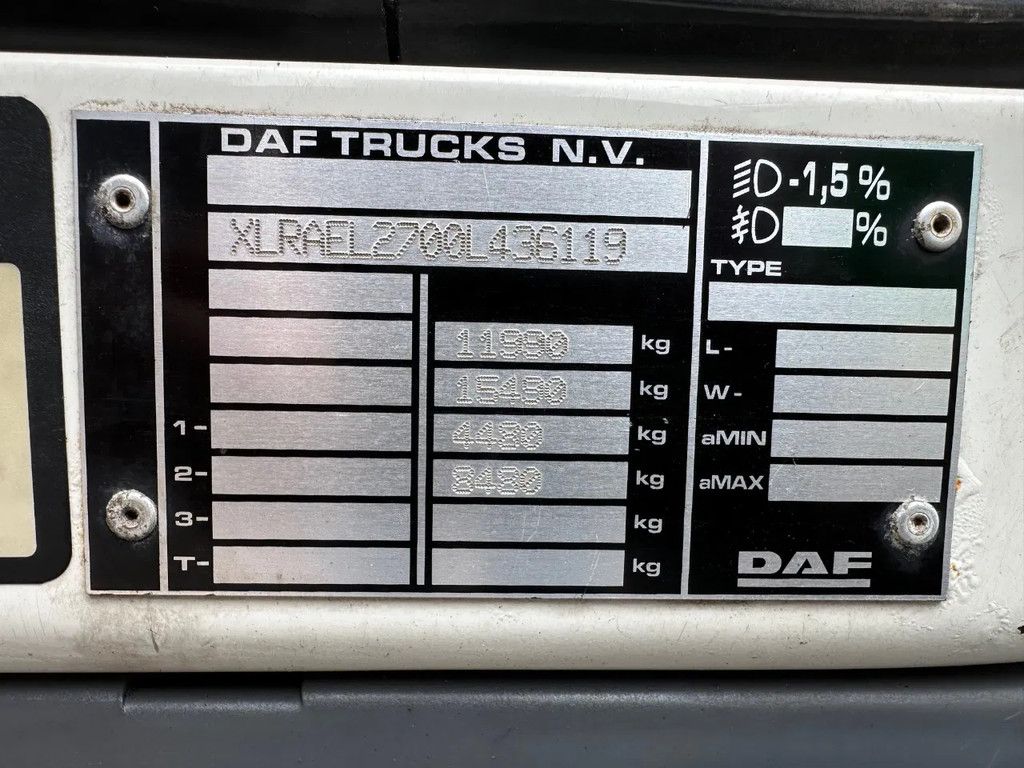 DAF TRUCKS N.V.
XLRAEL2700L436119
11990 kg
15480 kg
1- 4480 kg
2- 8480 kg
3- kg
T- kg
-1,5 %
%
TYPE
L-
W-
aMIN
aMAX
DAF